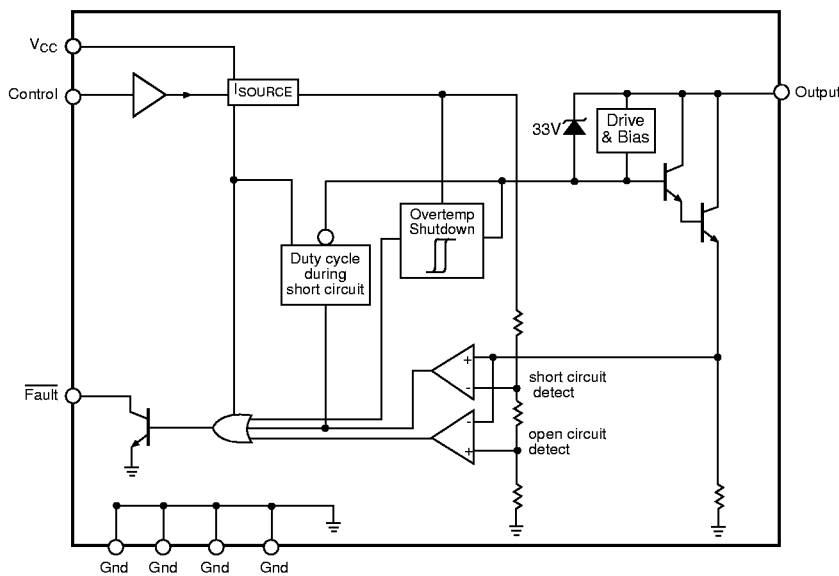 VCC
Control
ISOURCE
Output
33V
Drive
& Bias
Overtemp
Shutdown
Duty cycle
during
short circuit
+
-
short circuit
detect
Fault
-
+
open circuit
detect
Gnd Gnd Gnd Gnd